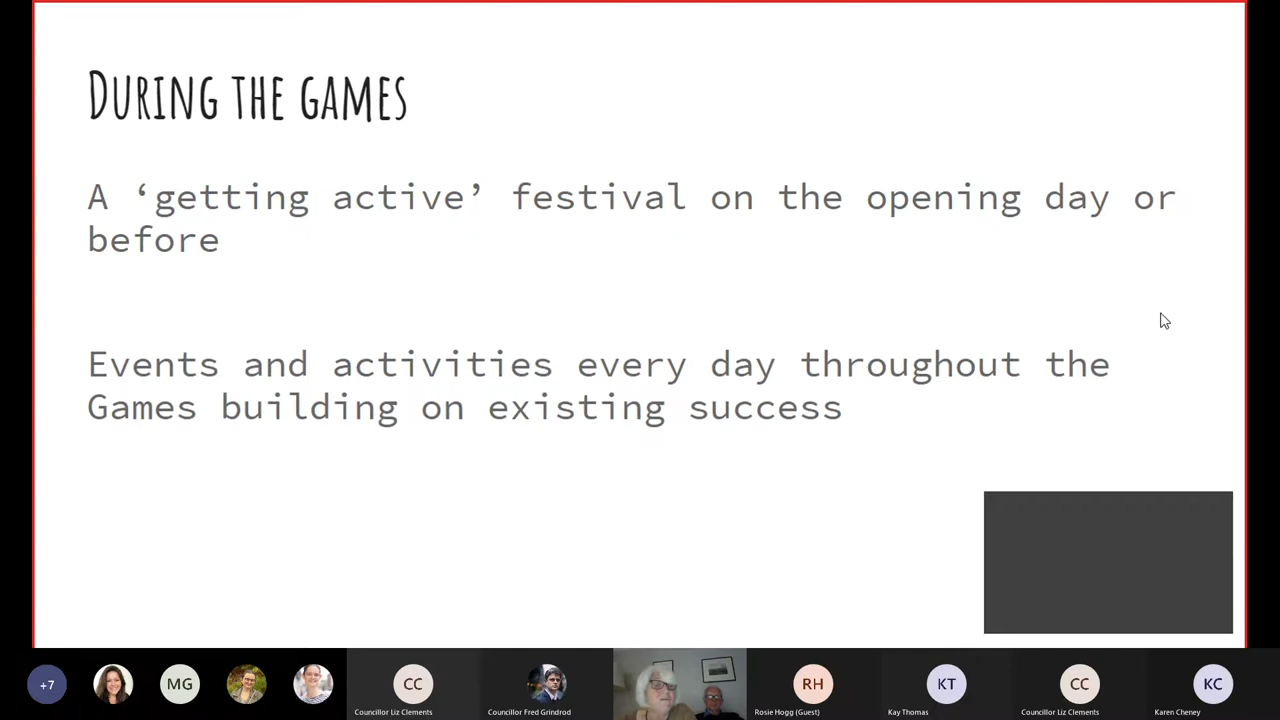 DURING THE GAMES
A ‘getting active’ festival on the opening day or
before
Events and activities every day throughout the
Games building on existing success
+7
MG
CC
RH
KT
CC
KC
Councillor Liz Clements
Councillor Fred Grindrod
Rosie Hogg (Guest)
Kay Thomas
Councillor Liz Clements
Karen Cheney